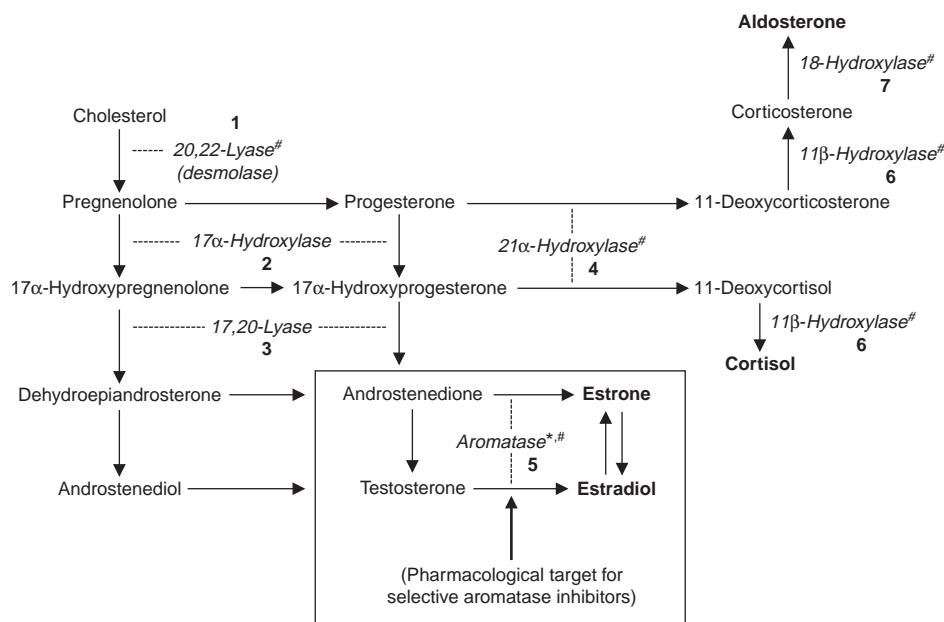 Aldosterone
18-Hydroxylase#
7
Cholesterol
1
Corticosterone
20,22-Lyase#
(desmolase)
11β-Hydroxylase#
6
Pregnenolone
Progesterone
11-Deoxycorticosterone
17α-Hydroxylase
2
21α-Hydroxylase#
4
17α-Hydroxypregnenolone
17α-Hydroxyprogesterone
11-Deoxycortisol
17,20-Lyase
3
11β-Hydroxylase#
6
Cortisol
Dehydroepiandrosterone
Androstenedione
Estrone
Aromatase*,#
5
Androstenediol
Testosterone
Estradiol
(Pharmacological target for
selective aromatase inhibitors)